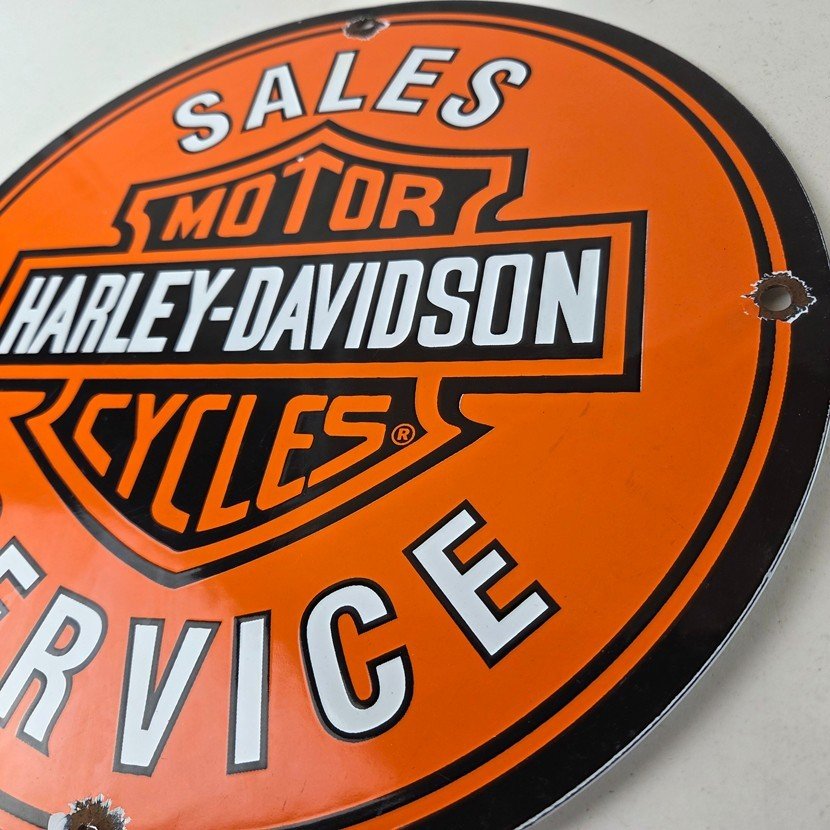 SALES
MOTOR
HARLEY-DAVIDSON
CYCLES®
ERVICE